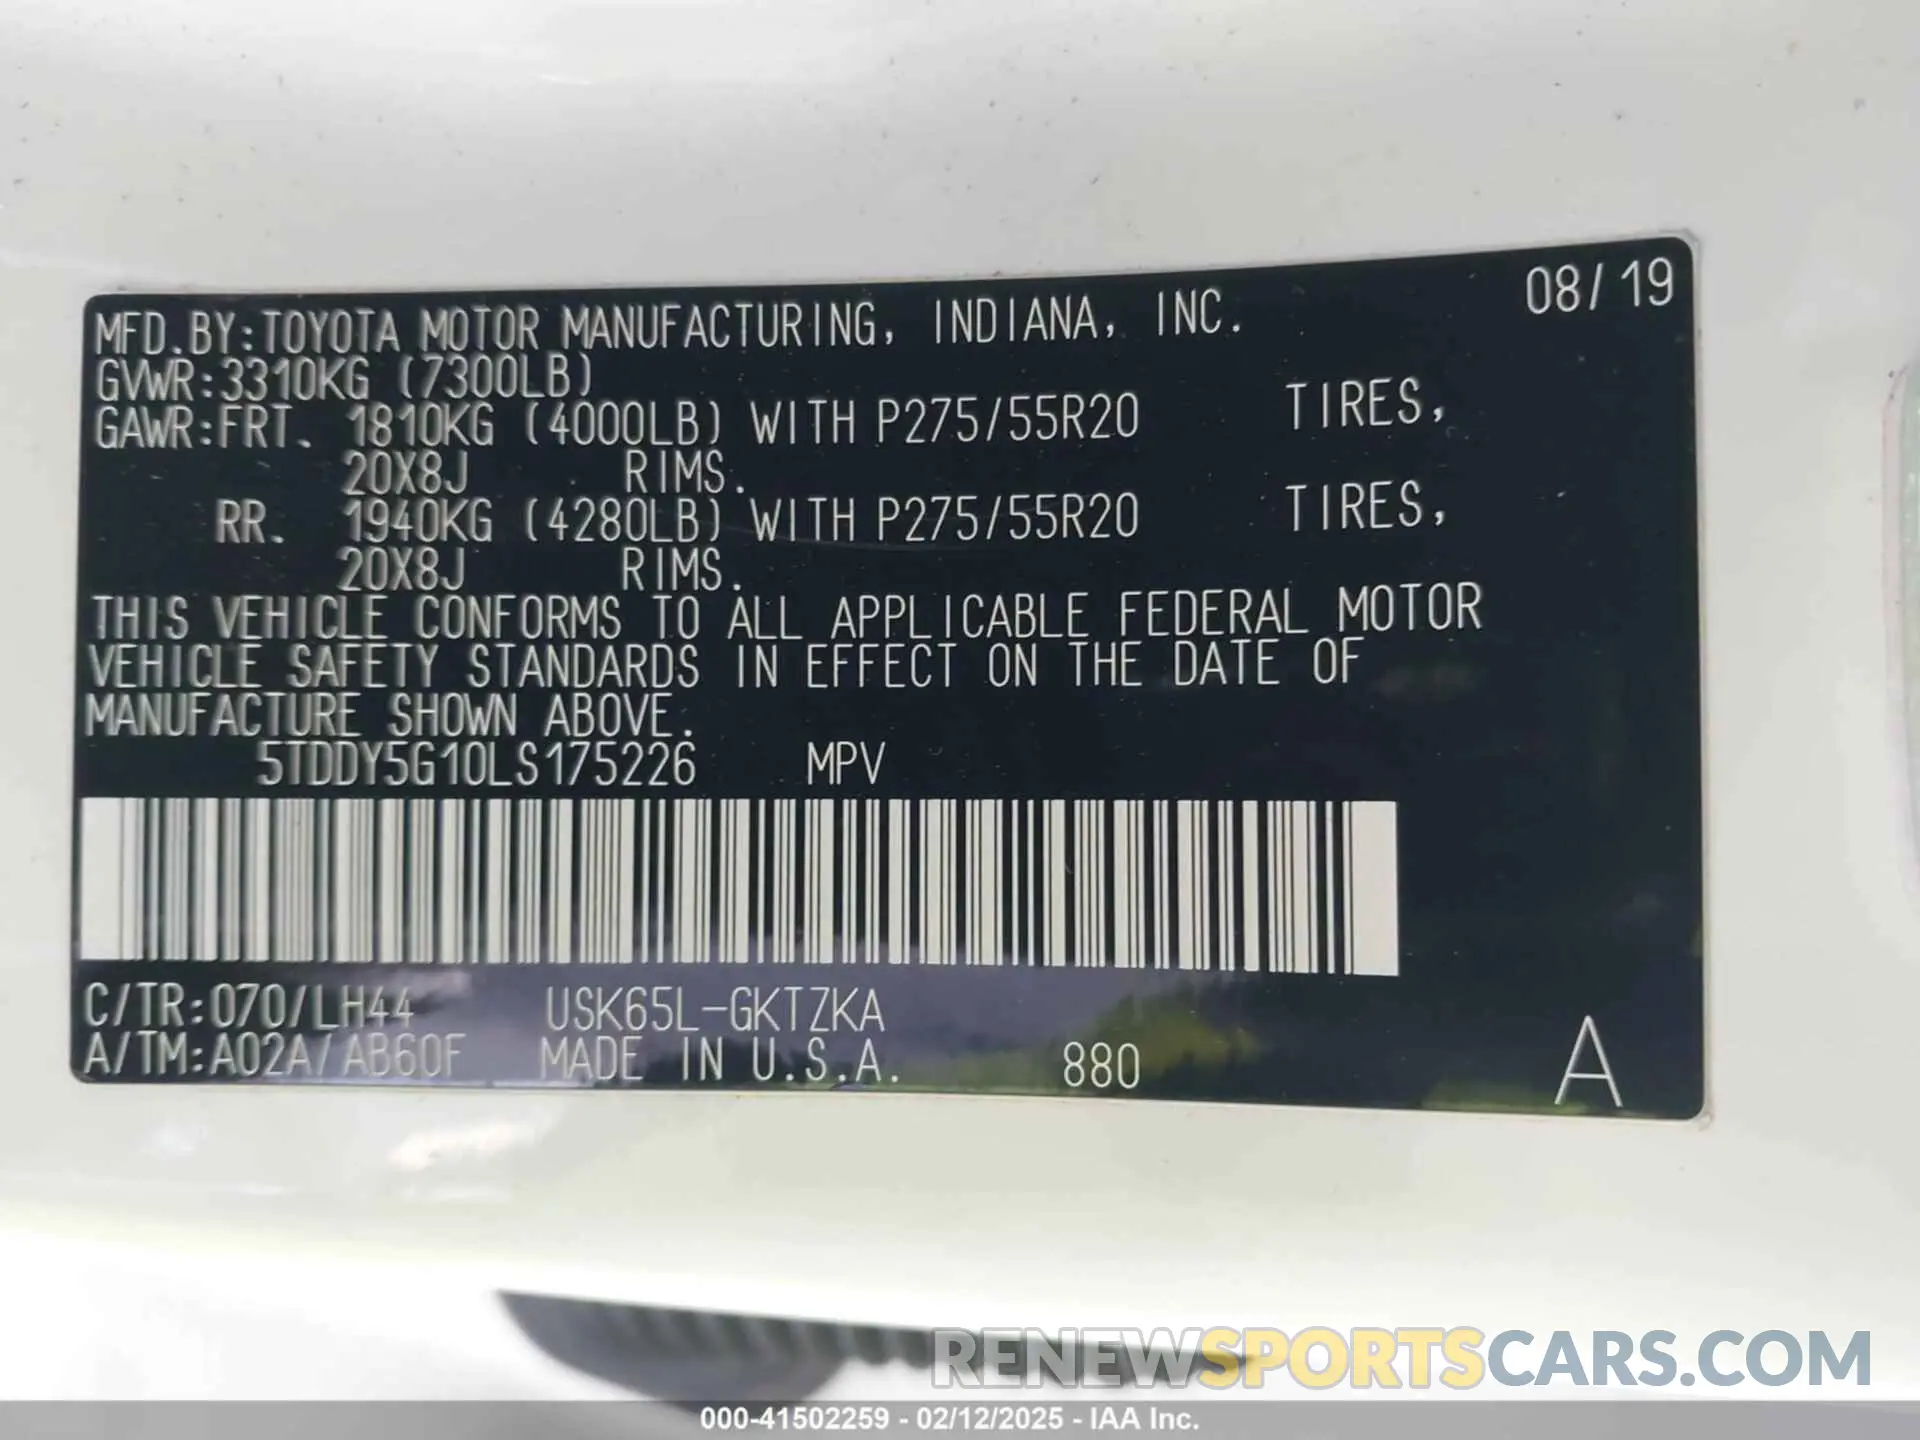 08/19
MFD.BY:TOYOTA MOTOR MANUFACTURING, INDIANA, INC.
GVWR:3310KG (7300LB)
GAWR:FRT. 1810KG (4000LB) WITH P275/55R20 TIRES,
20X8J RIMS.
RR. 1940KG (4280LB) WITH P275/55R20 TIRES,
20X8J RIMS.
THIS VEHICLE CONFORMS TO ALL APPLICABLE FEDERAL MOTOR
VEHICLE SAFETY STANDARDS IN EFFECT ON THE DATE OF
MANUFACTURE SHOWN ABOVE.
5TDDY5G10LS175226 MPV
C/TR:070/LH44 USK65L-GKTZKA
A/TM:A02A/AB60F MADE IN U.S.A. 880
A
RENEWSPORTSCARS.COM
000-41502259 - 02/12/2025 - IAA Inc.